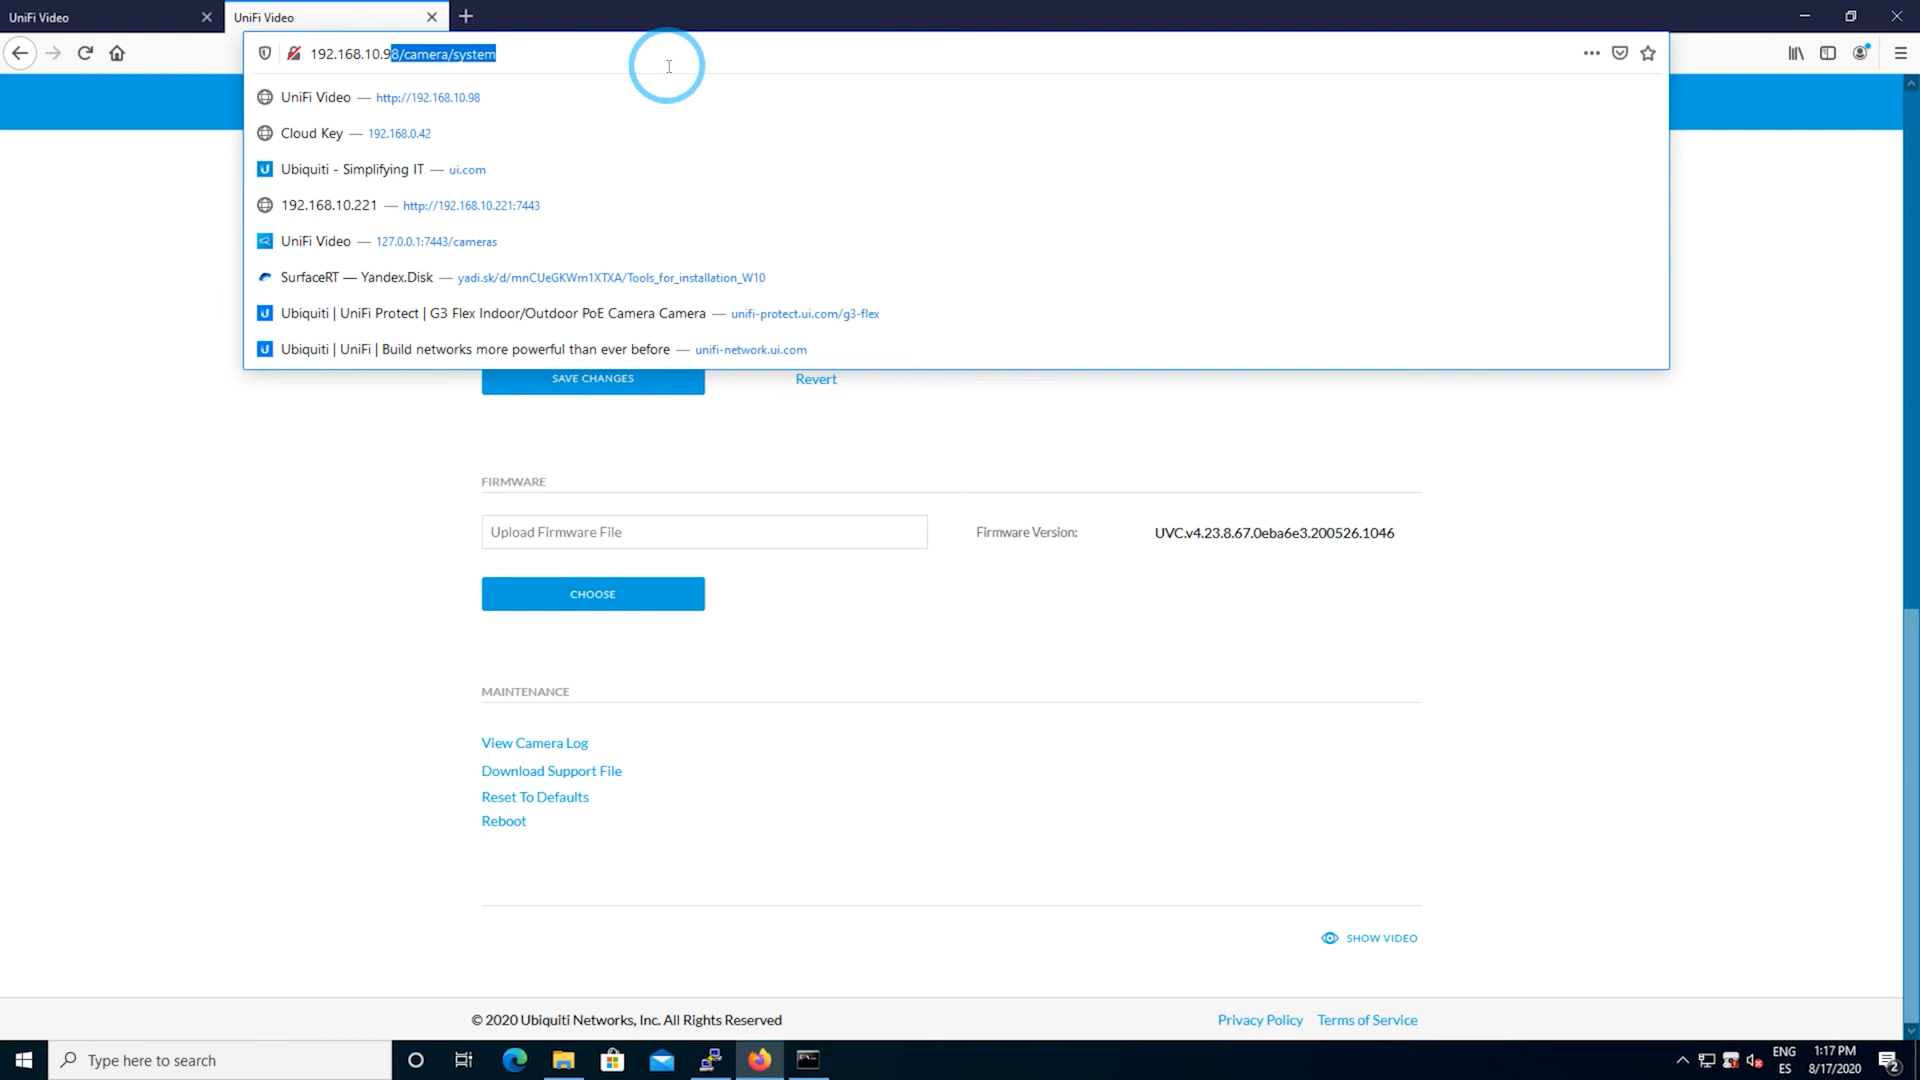 UniFi Video
UniFi Video
192.168.10.98/camera/system
UniFi Video — http://192.168.10.98
Cloud Key — 192.168.0.42
Ubiquiti - Simplifying IT — ui.com
192.168.10.221 — http://192.168.10.221:7443
UniFi Video — 127.0.0.1:7443/cameras
SurfaceRT — Yandex.Disk — yadi.sk/d/mnCUeGKWm1XTXA/Tools_for_installation_W10
Ubiquiti | UniFi Protect | G3 Flex Indoor/Outdoor PoE Camera Camera — unifi-protect.ui.com/g3-flex
Ubiquiti | UniFi | Build networks more powerful than ever before — unifi-network.ui.com
SAVE CHANGES Revert
FIRMWARE
Upload Firmware File Firmware Version: UVC.v4.23.8.67.0eba6e3.200526.1046
CHOOSE
MAINTENANCE
View Camera Log
Download Support File
Reset To Defaults
Reboot
SHOW VIDEO
© 2020 Ubiquiti Networks, Inc. All Rights Reserved Privacy Policy Terms of Service
Type here to search
ENG
ES
1:17 PM
8/17/2020
2